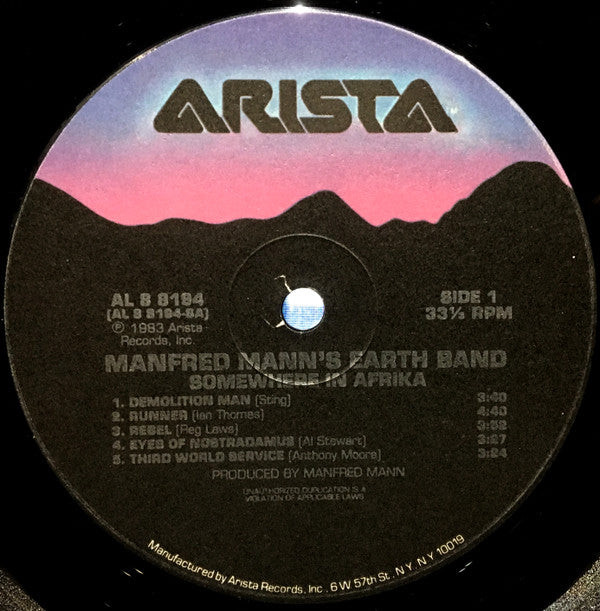 ARISTA
AL 8 8194
(AL 8 8194-SA)
℗ 1983 Arista
Records, Inc.
SIDE 1
33⅓ RPM
MANFRED MANN'S EARTH BAND
SOMEWHERE IN AFRIKA
1. DEMOLITION MAN (Sting) 3:40
2. RUNNER (Ian Thomas) 4:40
3. REBEL (Reg Laws) 3:52
4. EYES OF NOSTRADAMUS (Al Stewart) 3:27
5. THIRD WORLD SERVICE (Anthony Moore) 3:24
PRODUCED BY MANFRED MANN
UNAUTHORIZED DUPLICATION IS A
VIOLATION OF APPLICABLE LAWS
Manufactured by Arista Records, Inc. 6 W 57th St. N.Y. N.Y 10019